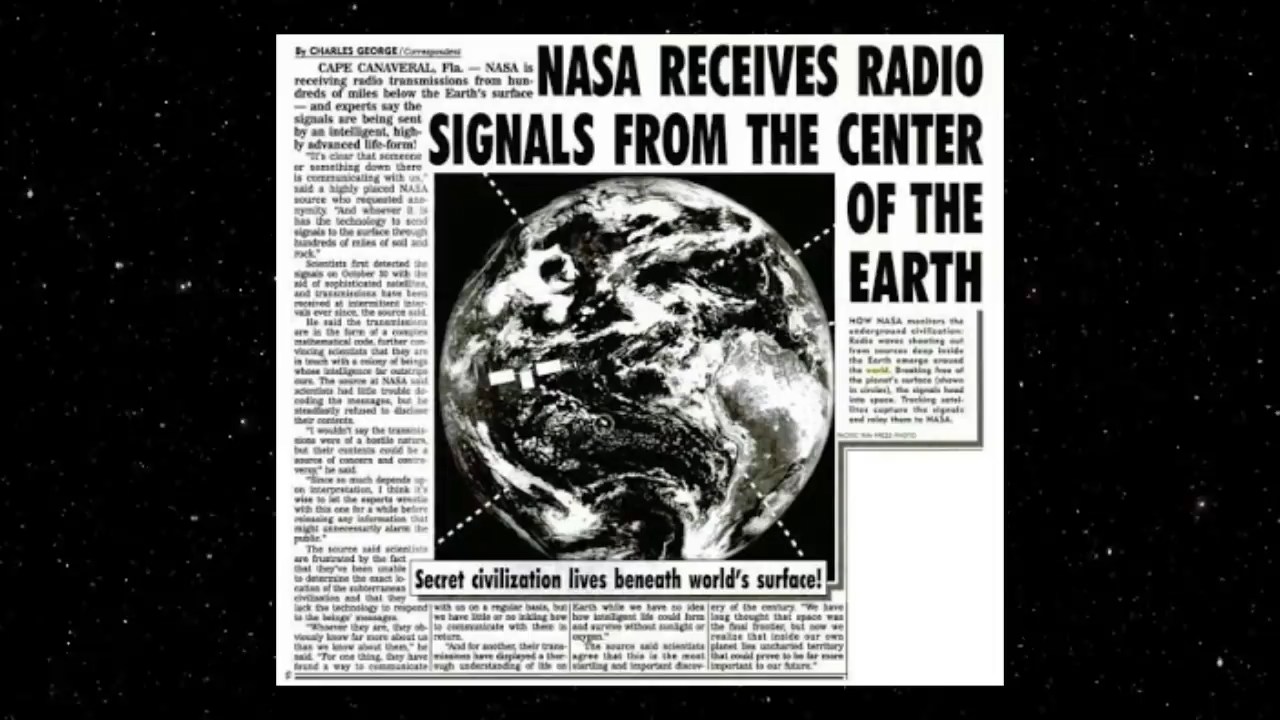 By CHARLES GEORGE / Correspondent
CAPE CANAVERAL, Fla. — NASA is
receiving radio transmissions from hun-
dreds of miles below the Earth's surface
— and experts say the
signals are being sent
by an intelligent, high-
ly advanced life-form!
"It's clear that someone
or something down there
is communicating with us,"
said a highly placed NASA
source who requested ano-
nymity. "And whoever it is
has the technology to send
signals to the surface through
hundreds of miles of soil and
rock."
Scientists first detected the
signals on October 30 with the
aid of sophisticated satellites,
and transmissions have been
received at intermittent inter-
vals ever since, the source said.
He said the transmissions
are in the form of a complex
mathematical code, further con-
vincing scientists that they are
in touch with a colony of beings
whose intelligence far outstrips
ours. The source at NASA said
scientists had little trouble de-
coding the messages, but he
steadfastly refused to disclose
their contents.
"I wouldn't say the transmis-
sions were of a hostile nature,
but their contents could be a
source of concern and contro-
versy," he said.
"Since so much depends up-
on interpretation, I think it's
wise to let the experts wrestle
with this one for a while before
releasing any information that
might unnecessarily alarm the
public."
The source said scientists
are frustrated by the fact
that they've been unable
to determine the exact lo-
cation of the subterranean
civilization and that they
lack the technology to respond
to the beings' messages.
"Whoever they are, they ob-
viously know far more about us
than we know about them," he
said. "For one thing, they have
found a way to communicate
with us on a regular basis, but
we have little or no inkling how
to communicate with them in
return.
"And for another, their trans-
missions have displayed a thor-
ough understanding of life on
Earth while we have no idea
how intelligent life could form
and survive without sunlight or
oxygen."
The source said scientists
agree that this is the most
startling and important discov-
ery of the century. "We have
long thought that space was
the final frontier, but now we
realize that inside our own
planet lies uncharted territory
that could prove to be far more
important to our future."
NASA RECEIVES RADIO
SIGNALS FROM THE CENTER
OF THE
EARTH
HOW NASA monitors the
underground civilization:
Radio waves shooting out
from sources deep inside
the Earth emerge around
the world. Breaking free of
the planet's surface (shown
in circles), the signals head
into space. Tracking satel-
lites capture the signals
and relay them to NASA.
PRESS PHOTO
Secret civilization lives beneath world's surface!